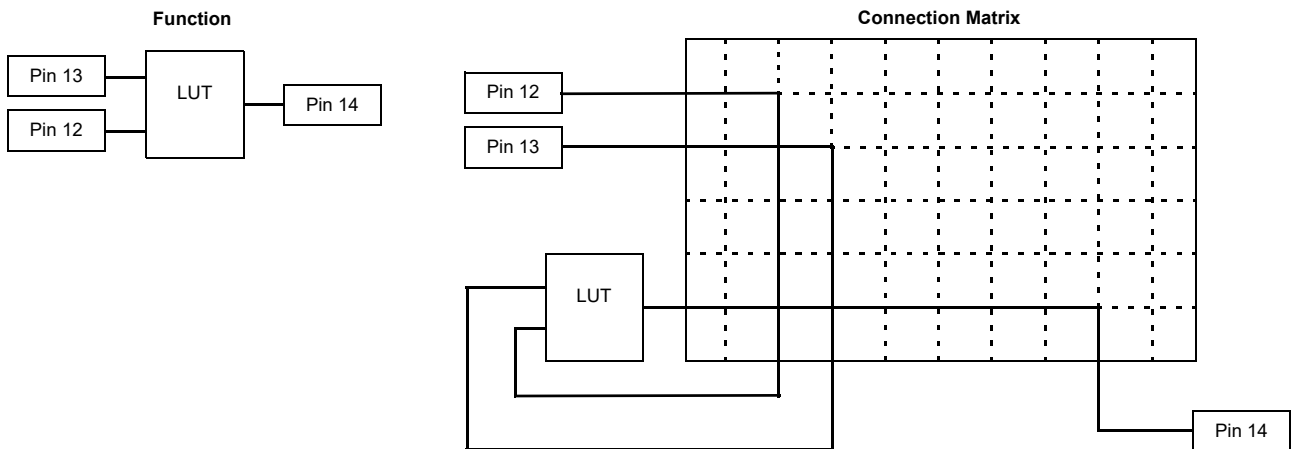 Function
Pin 13
Pin 12
LUT
Pin 14
Connection Matrix
Pin 12
Pin 13
LUT
Pin 14